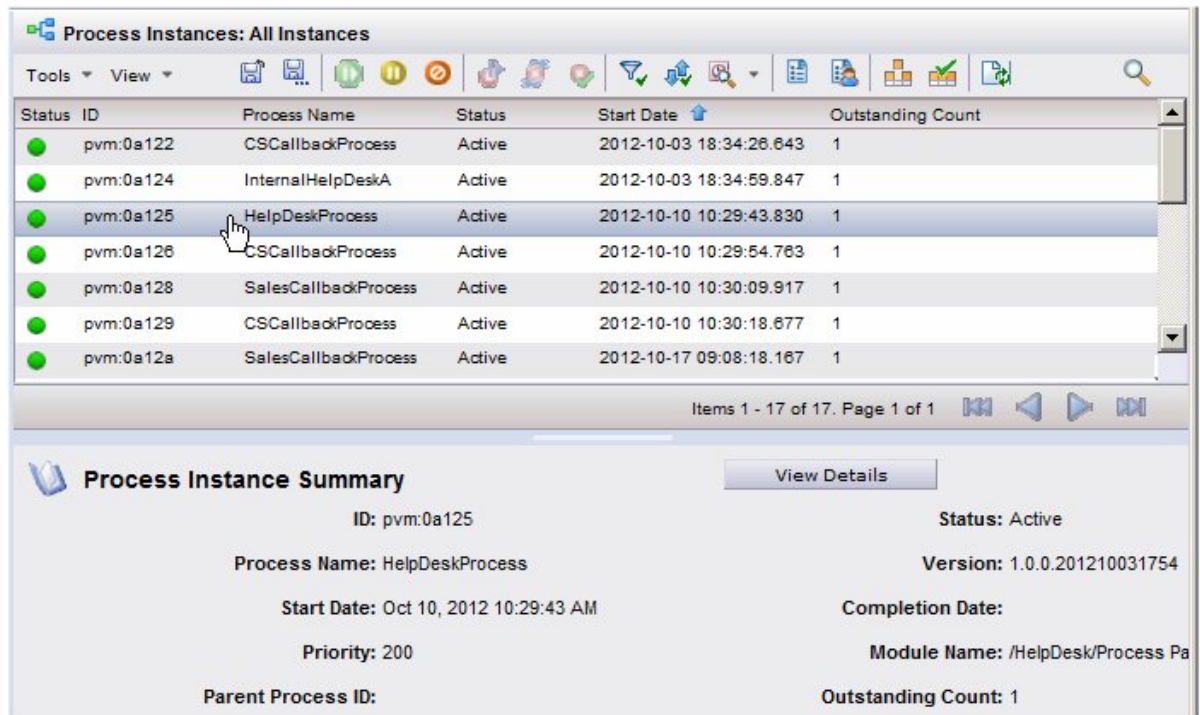 Process Instances: All Instances
Tools View
Status ID Process Name Status Start Date Outstanding Count
pvm:0a122 CSCallbackProcess Active 2012-10-03 18:34:26.643 1
pvm:0a124 InternalHelpDeskA Active 2012-10-03 18:34:59.847 1
pvm:0a125 HelpDeskProcess Active 2012-10-10 10:29:43.830 1
pvm:0a126 CSCallbackProcess Active 2012-10-10 10:29:54.763 1
pvm:0a128 SalesCallbackProcess Active 2012-10-10 10:30:09.917 1
pvm:0a129 CSCallbackProcess Active 2012-10-10 10:30:18.677 1
pvm:0a12a SalesCallbackProcess Active 2012-10-17 09:08:18.167 1
Items 1 - 17 of 17. Page 1 of 1
Process Instance Summary View Details
ID: pvm:0a125 Status: Active
Process Name: HelpDeskProcess Version: 1.0.0.201210031754
Start Date: Oct 10, 2012 10:29:43 AM Completion Date:
Priority: 200 Module Name: /HelpDesk/Process Pa
Parent Process ID: Outstanding Count: 1